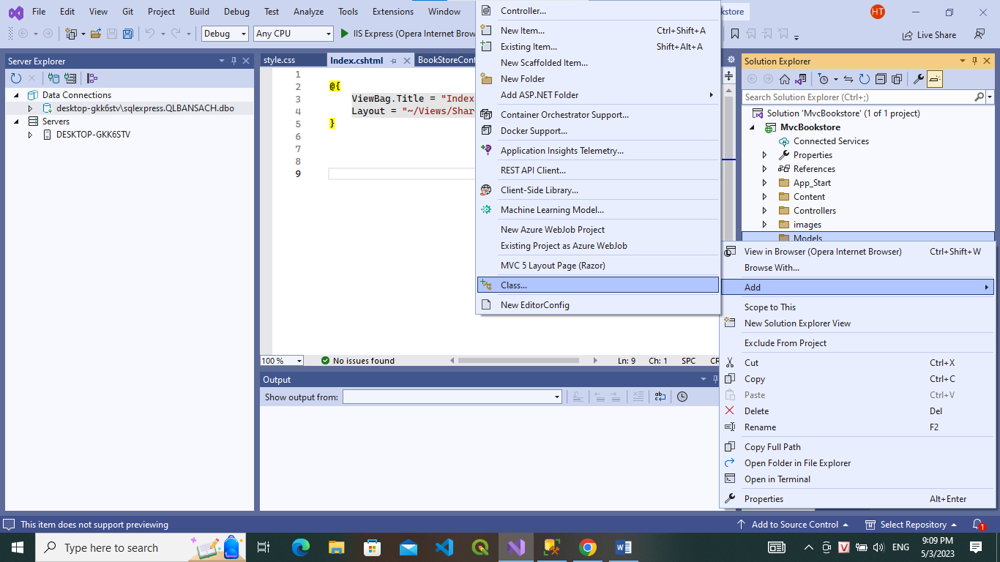 File Edit View Git Project Build Debug Test Analyze Tools Extensions Window
kstore
HT
Debug
Any CPU
IIS Express (Opera Internet Brow
Live Share
Server Explorer
Data Connections
desktop-gkk6stv\sqlexpress.QLBANSACH.dbo
Servers
DESKTOP-GKK6STV
style.css
Index.cshtml
BookStoreCont
1
2 @{
3 ViewBag.Title = "Index
4 Layout = "~/Views/Shar
5 }
6
7
8
9
100 %
No issues found
Ln: 9
Ch: 1
SPC
CR
Output
Show output from:
Controller...
New Item... Ctrl+Shift+A
Existing Item... Shift+Alt+A
New Scaffolded Item...
New Folder
Add ASP.NET Folder
Container Orchestrator Support...
Docker Support...
Application Insights Telemetry...
REST API Client...
Client-Side Library...
Machine Learning Model...
New Azure WebJob Project
Existing Project as Azure WebJob
MVC 5 Layout Page (Razor)
Class...
New EditorConfig
Solution Explorer
Search Solution Explorer (Ctrl+;)
Solution 'MvcBookstore' (1 of 1 project)
MvcBookstore
Connected Services
Properties
References
App_Start
Content
Controllers
images
Models
View in Browser (Opera Internet Browser) Ctrl+Shift+W
Browse With...
Add
Scope to This
New Solution Explorer View
Exclude From Project
Cut Ctrl+X
Copy Ctrl+C
Paste Ctrl+V
Delete Del
Rename F2
Copy Full Path
Open Folder in File Explorer
Open in Terminal
Properties Alt+Enter
This item does not support previewing
Add to Source Control
Select Repository
1
Type here to search
ENG
9:09 PM
5/3/2023